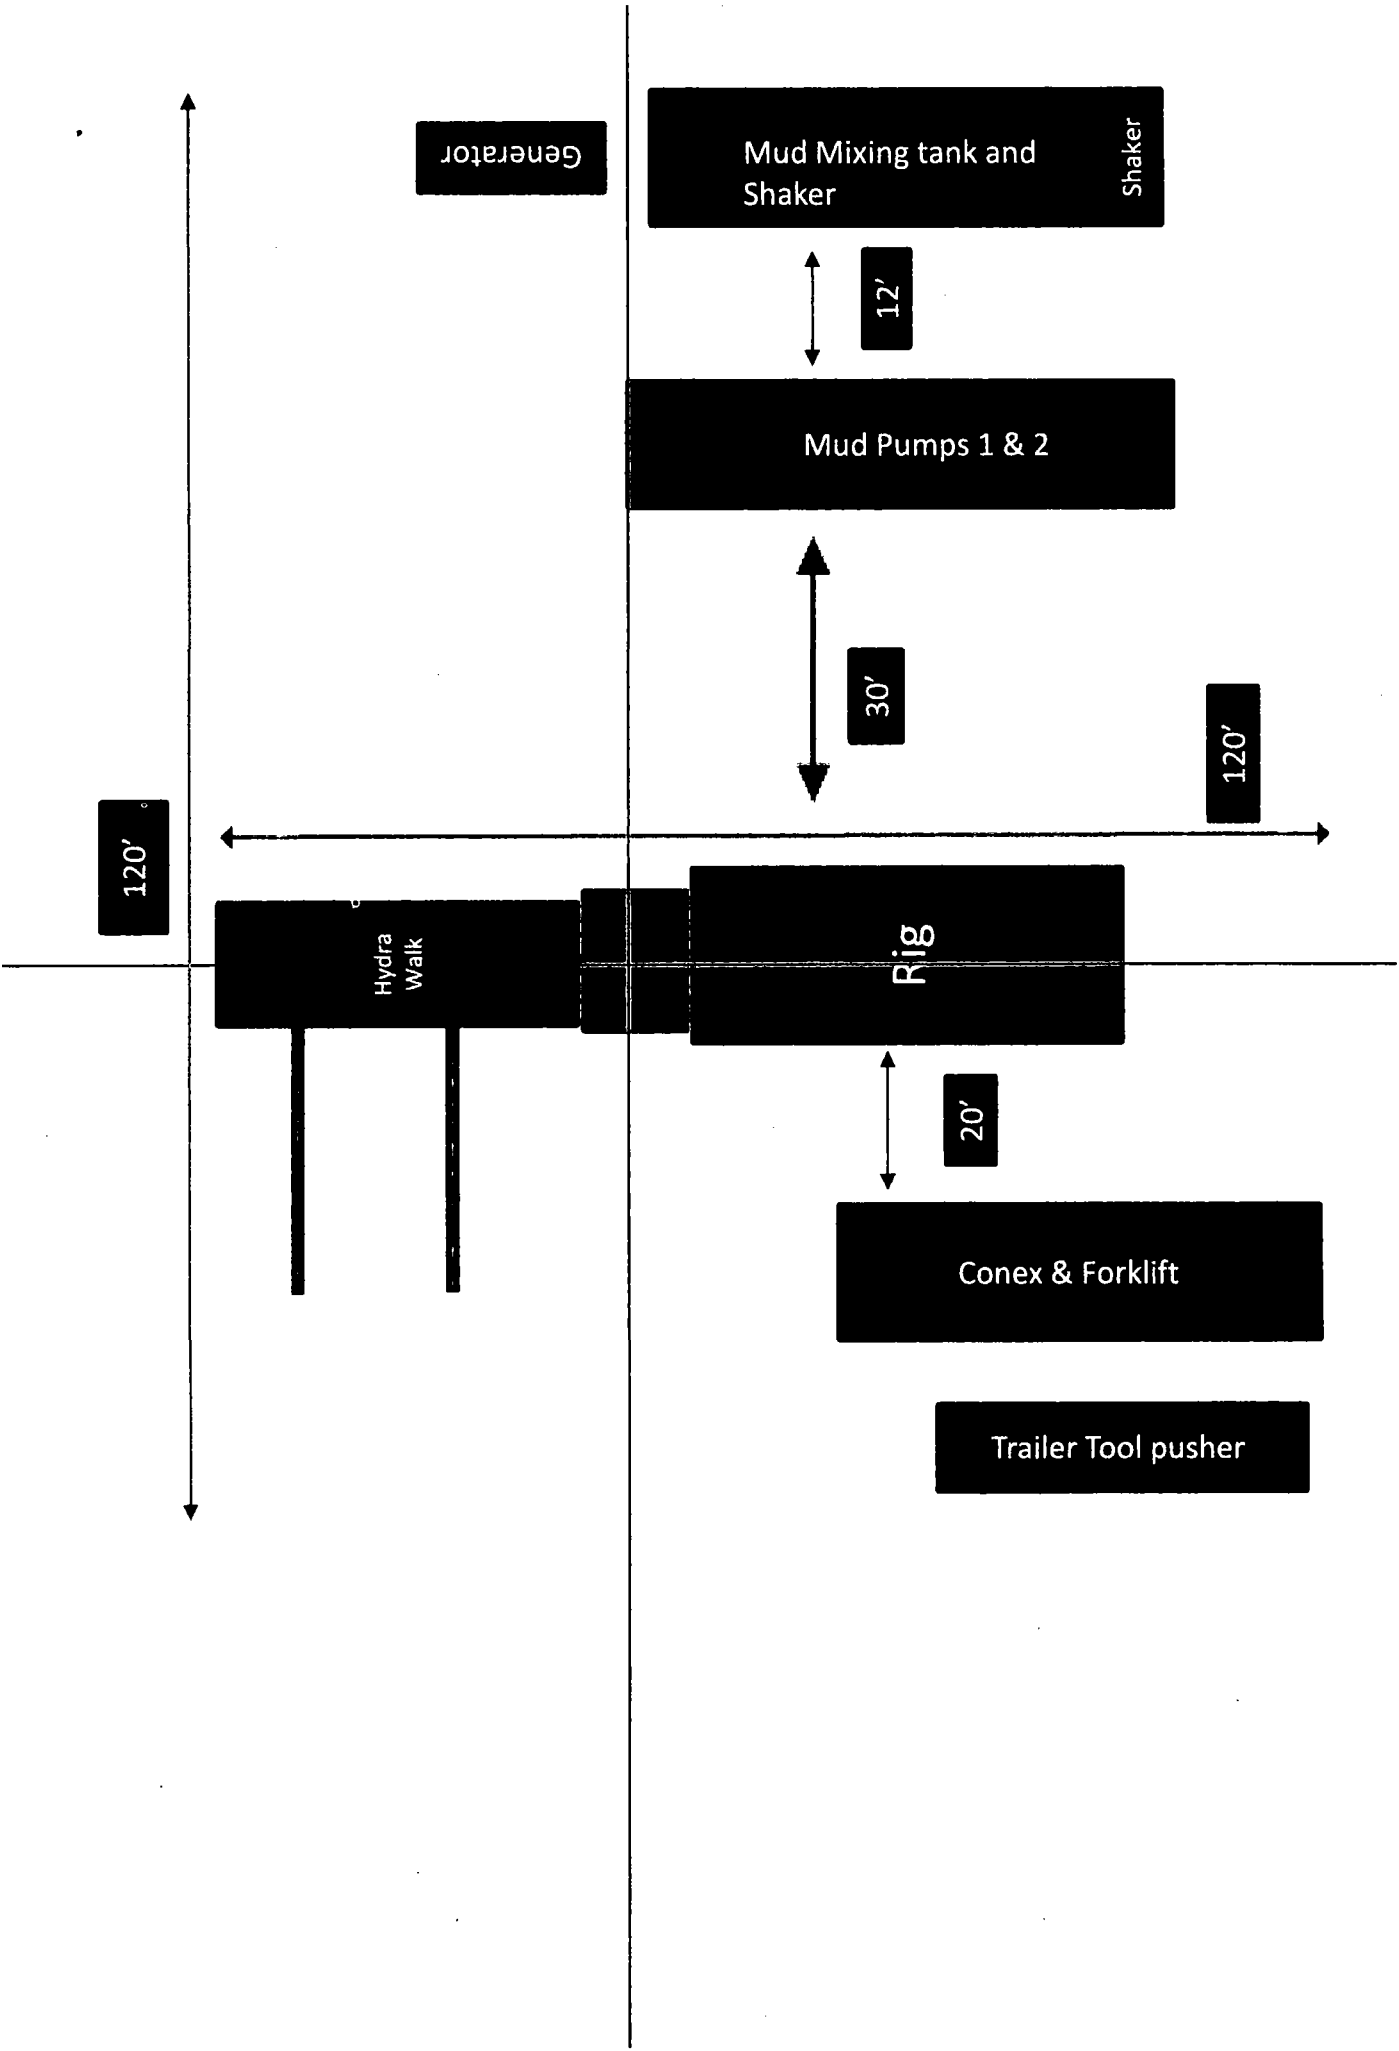 Generator
Mud Mixing tank and
Shaker
Shaker
12'
Mud Pumps 1 & 2
30'
120'
120'
Hydra
Walk
Rig
20'
Conex & Forklift
Trailer Tool pusher